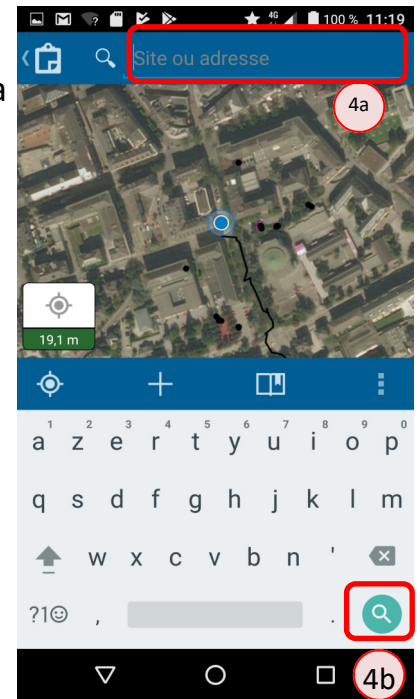 4G 100 % 11:19
Site ou adresse
a
4a
19,1 m
1 2 3 4 5 6 7 8 9 0
a z e r t y u i o p
q s d f g h j k l m
w x c v b n '
?1☺ , .
4b